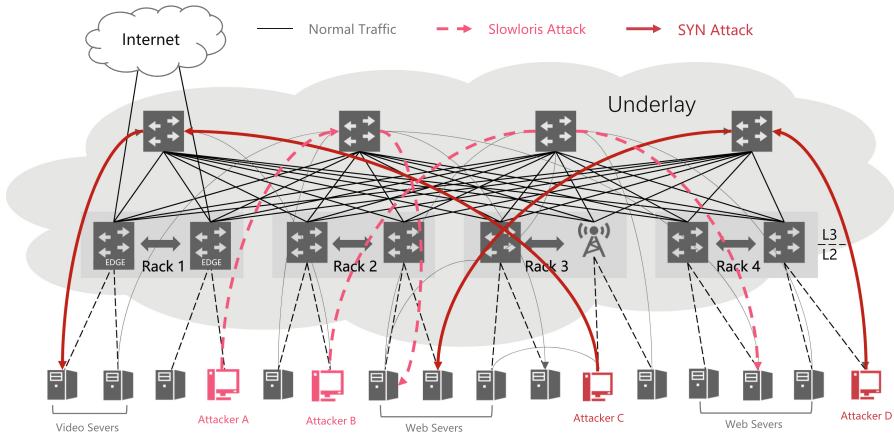 Internet
Normal Traffic
Slowloris Attack
SYN Attack
Underlay
EDGE
Rack 1
EDGE
Rack 2
Rack 3
Rack 4
L3
L2
Video Severs
Attacker A
Attacker B
Web Severs
Attacker C
Web Severs
Attacker D